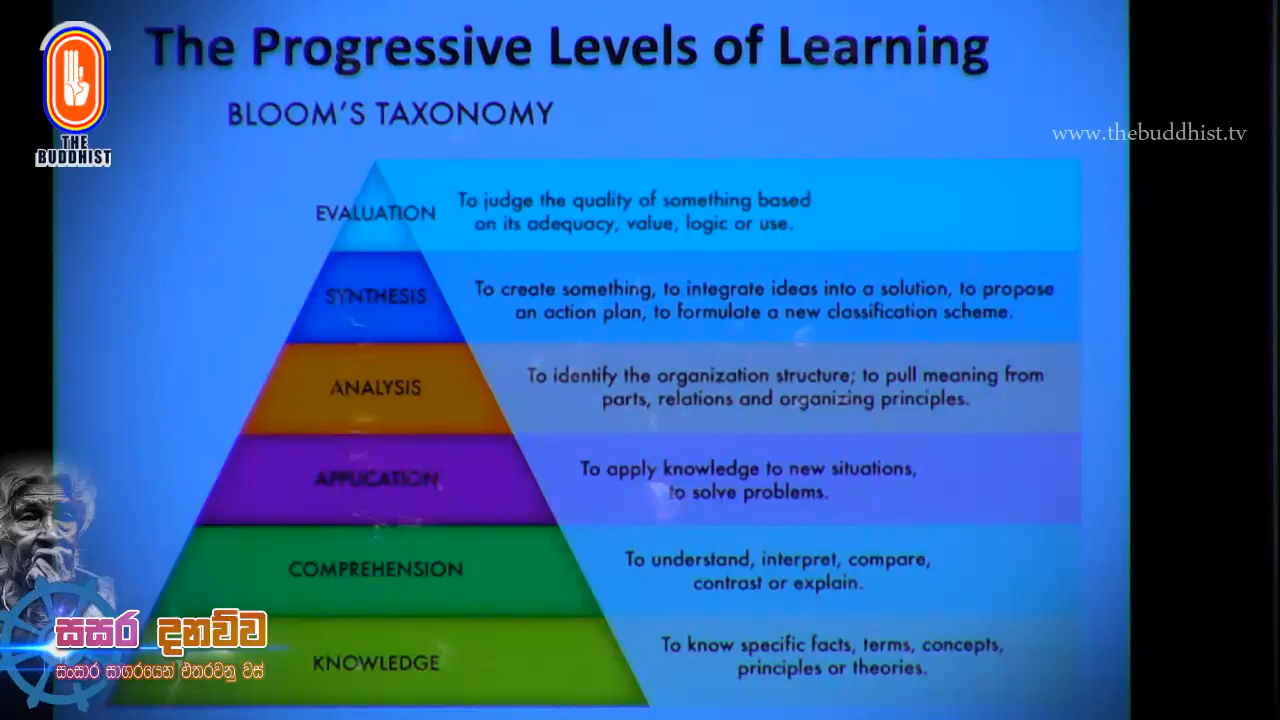 The Progressive Levels of Learning
BLOOM'S TAXONOMY
THE
BUDDHIST
www.thebuddhist.tv
EVALUATION
To judge the quality of something based
on its adequacy, value, logic or use.
SYNTHESIS
To create something, to integrate ideas into a solution, to propose
an action plan, to formulate a new classification scheme.
ANALYSIS
To identify the organization structure; to pull meaning from
parts, relations and organizing principles.
APPLICATION
To apply knowledge to new situations,
to solve problems.
COMPREHENSION
To understand, interpret, compare,
contrast or explain.
KNOWLEDGE
To know specific facts, terms, concepts,
principles or theories.
සසර දනව්ව
සංසාර සාගරයෙන් එතරවනු වස්